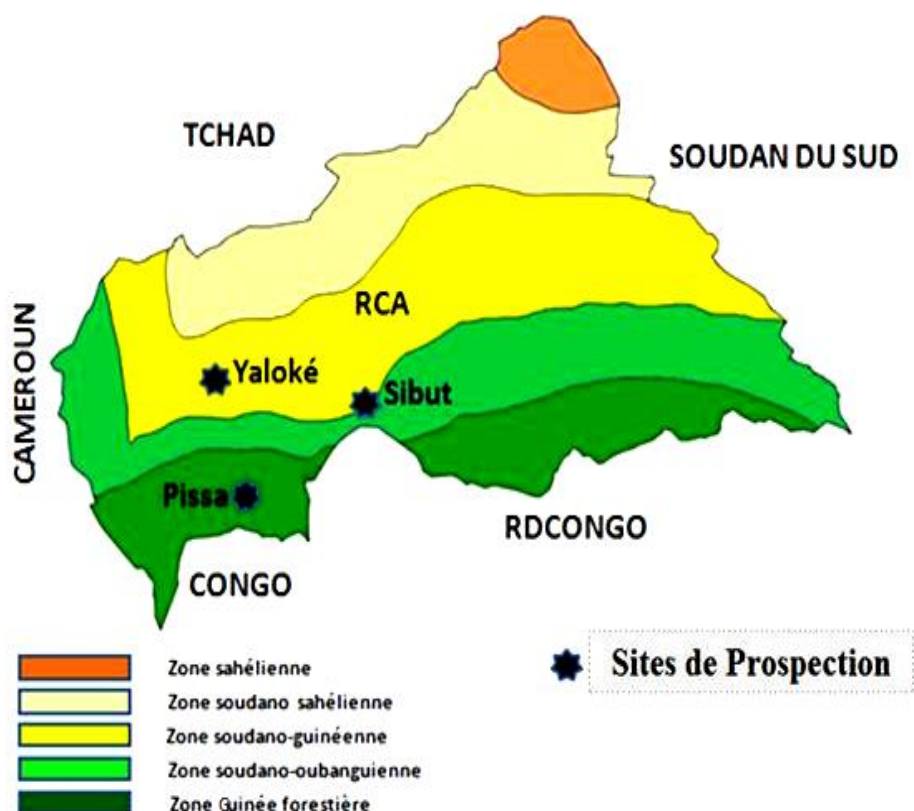 TCHAD
SOUDAN DU SUD
RCA
CAMEROUN
Yaloké
Sibut
Pissa
RDCONGO
CONGO
Zone sahélienne
Zone soudano sahélienne
Zone soudano-guinéenne
Zone soudano-oubanguienne
Zone Guinée forestière
Sites de Prospection